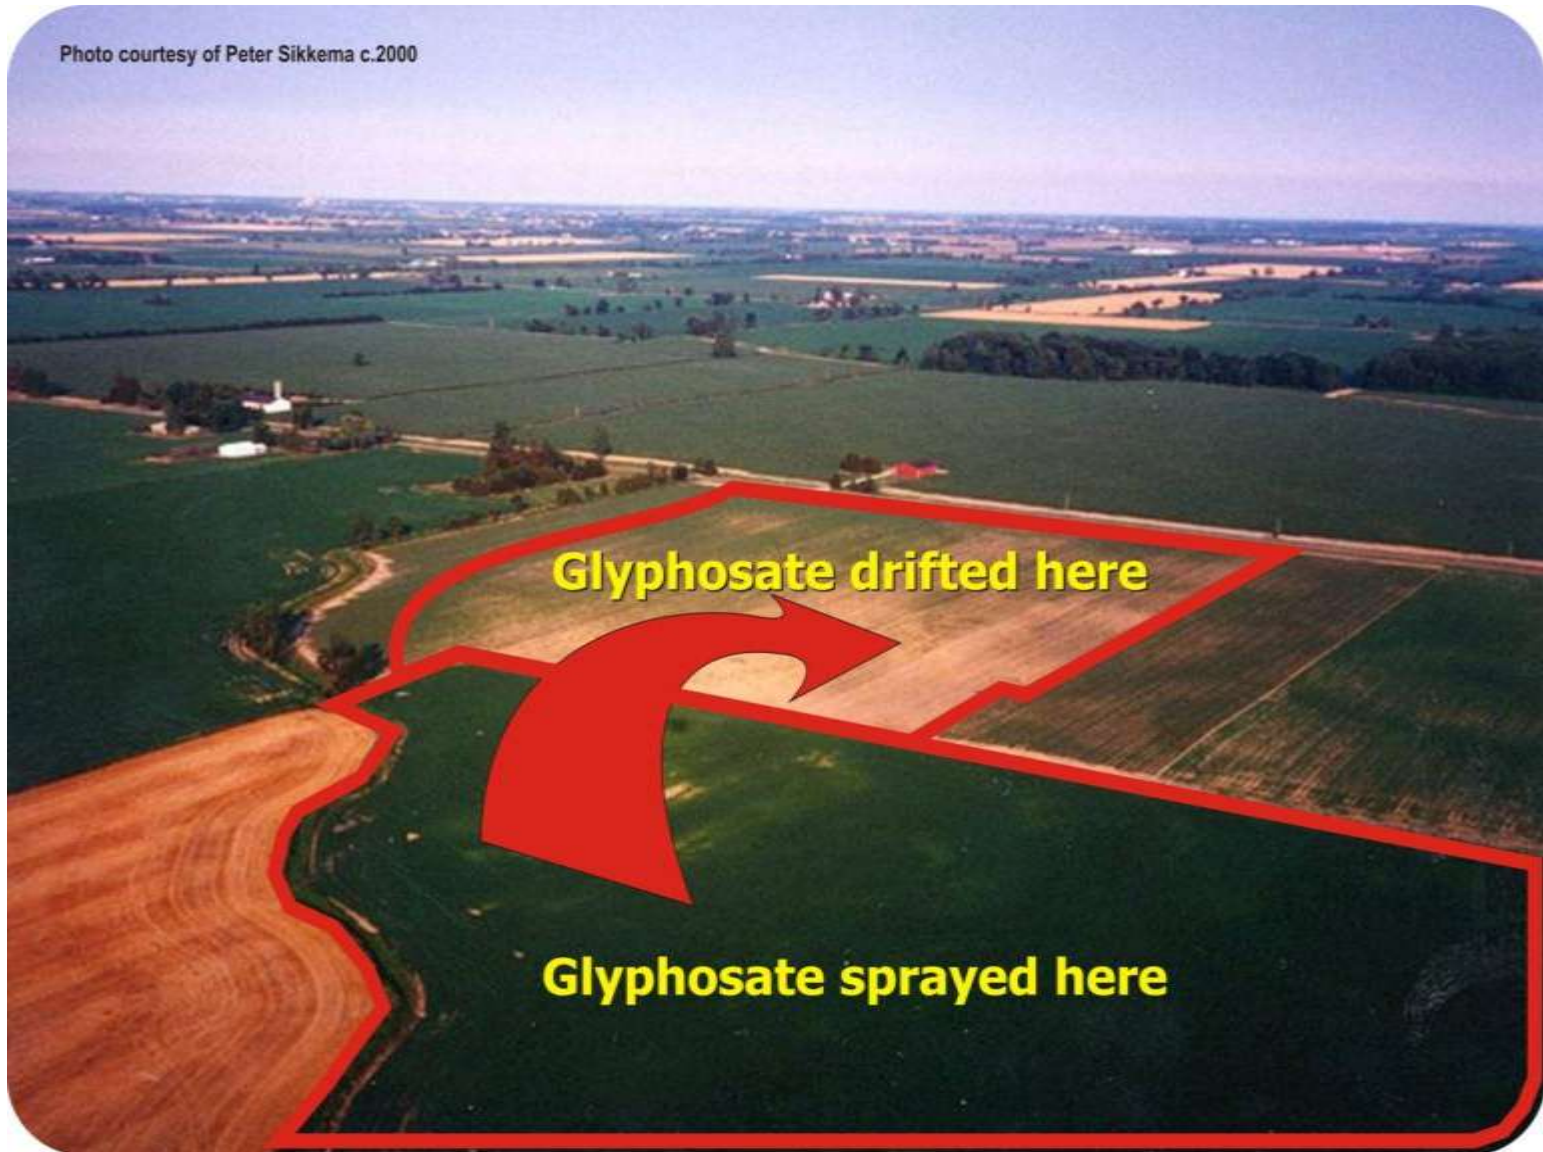 Photo courtesy of Peter Sikkema c.2000
Glyphosate drifted here
Glyphosate sprayed here